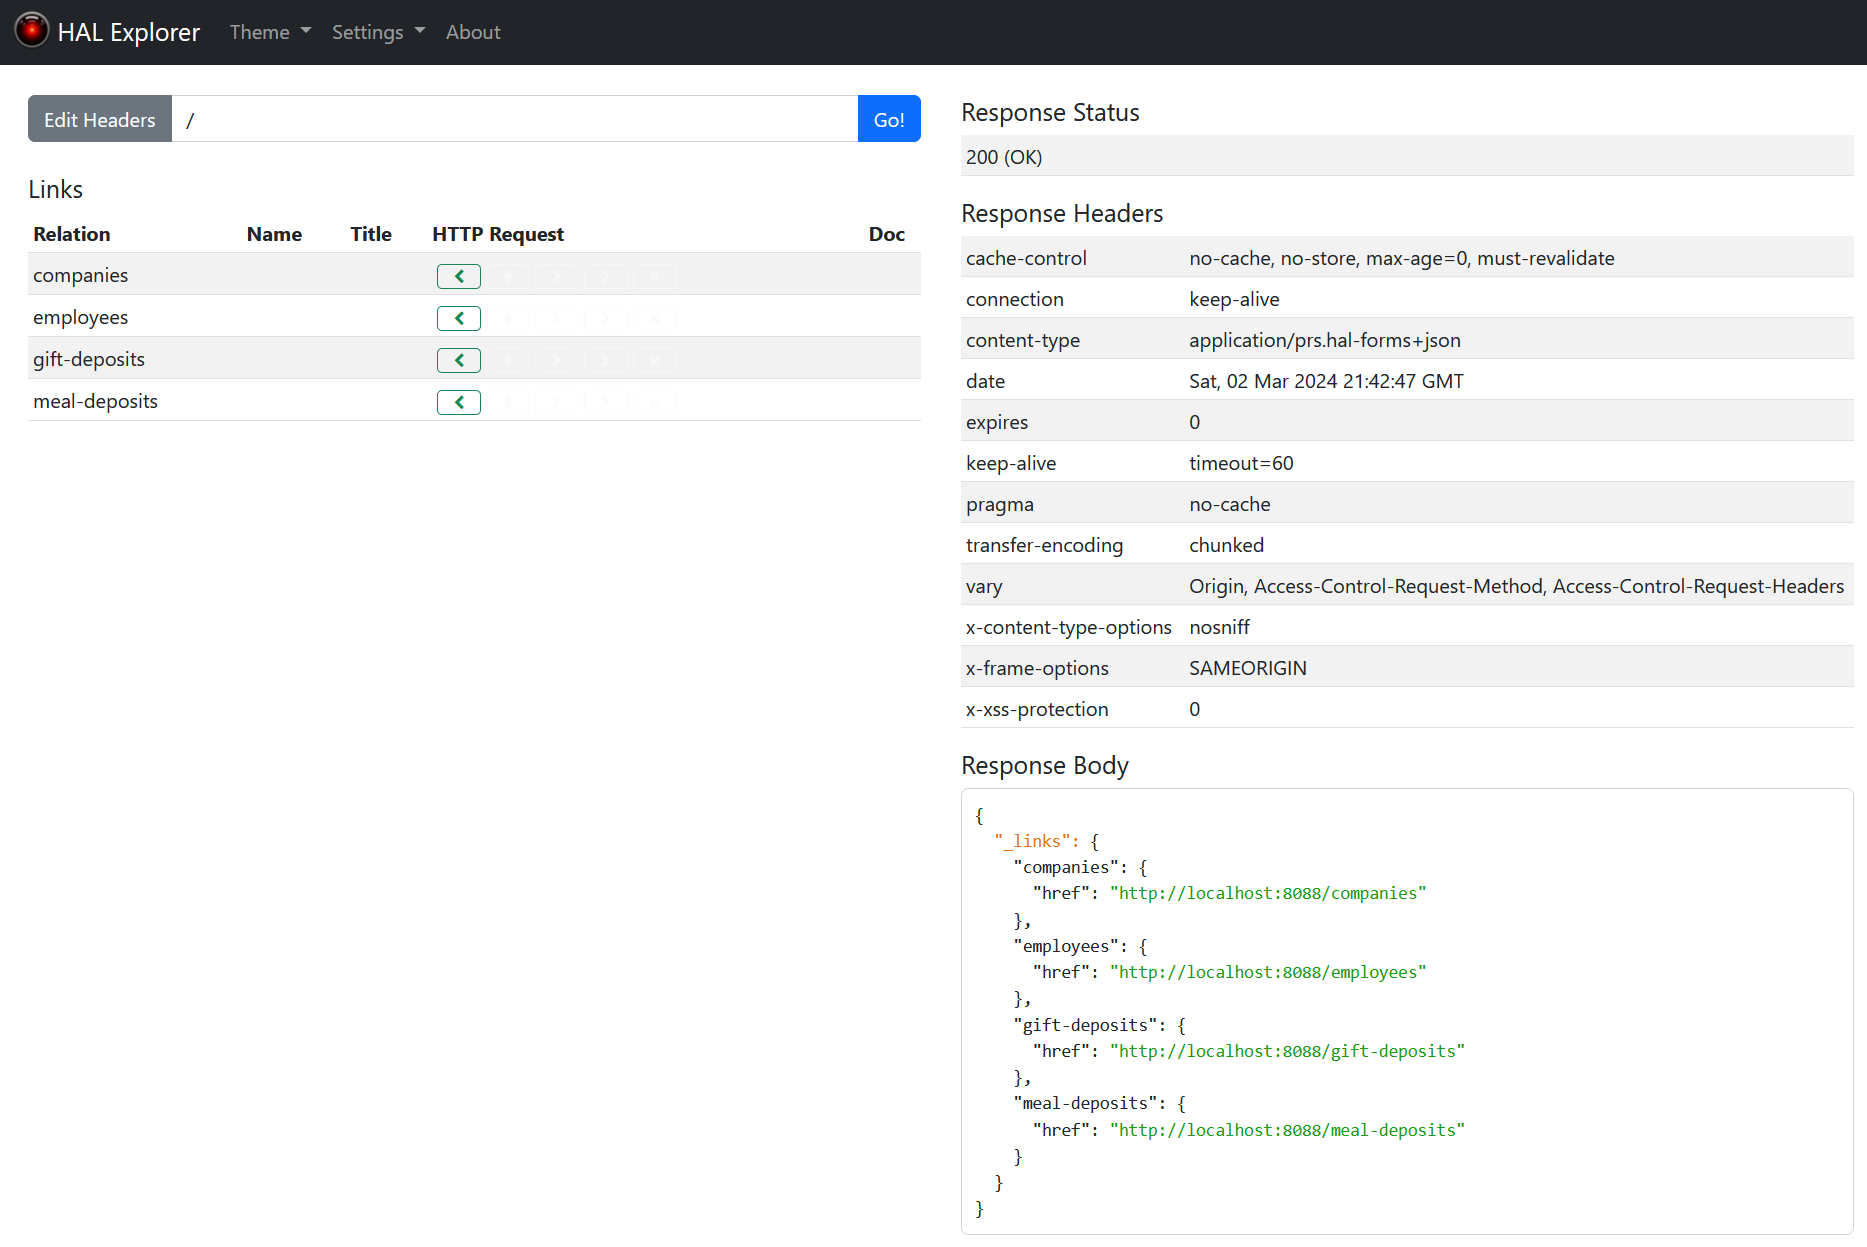 HAL Explorer Theme Settings About
Edit Headers / Go!
Links
Relation Name Title HTTP Request Doc
companies
employees
gift-deposits
meal-deposits
Response Status
200 (OK)
Response Headers
cache-control no-cache, no-store, max-age=0, must-revalidate
connection keep-alive
content-type application/prs.hal-forms+json
date Sat, 02 Mar 2024 21:42:47 GMT
expires 0
keep-alive timeout=60
pragma no-cache
transfer-encoding chunked
vary Origin, Access-Control-Request-Method, Access-Control-Request-Headers
x-content-type-options nosniff
x-frame-options SAMEORIGIN
x-xss-protection 0
Response Body
{
  "_links": {
    "companies": {
      "href": "http://localhost:8088/companies"
    },
    "employees": {
      "href": "http://localhost:8088/employees"
    },
    "gift-deposits": {
      "href": "http://localhost:8088/gift-deposits"
    },
    "meal-deposits": {
      "href": "http://localhost:8088/meal-deposits"
    }
  }
}